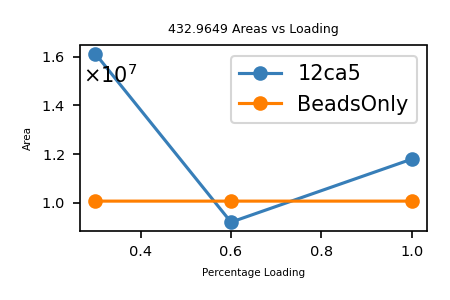 432.9649 Areas vs Loading
×10⁷
12ca5
BeadsOnly
Area
1.6
1.4
1.2
1.0
0.4 0.6 0.8 1.0
Percentage Loading